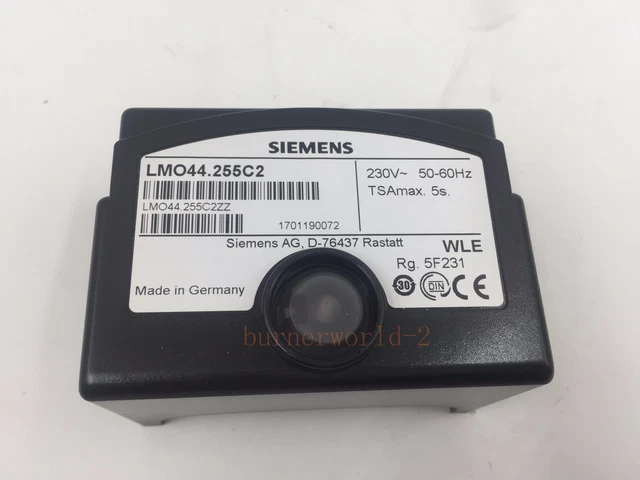 SIEMENS
LMO44.255C2
230V~ 50-60Hz
TSAmax. 5s.
LMO44.255C2ZZ
1701190072
Siemens AG, D-76437 Rastatt
WLE
Rg. 5F231
Made in Germany
30 DIN CE
burnerworld-2